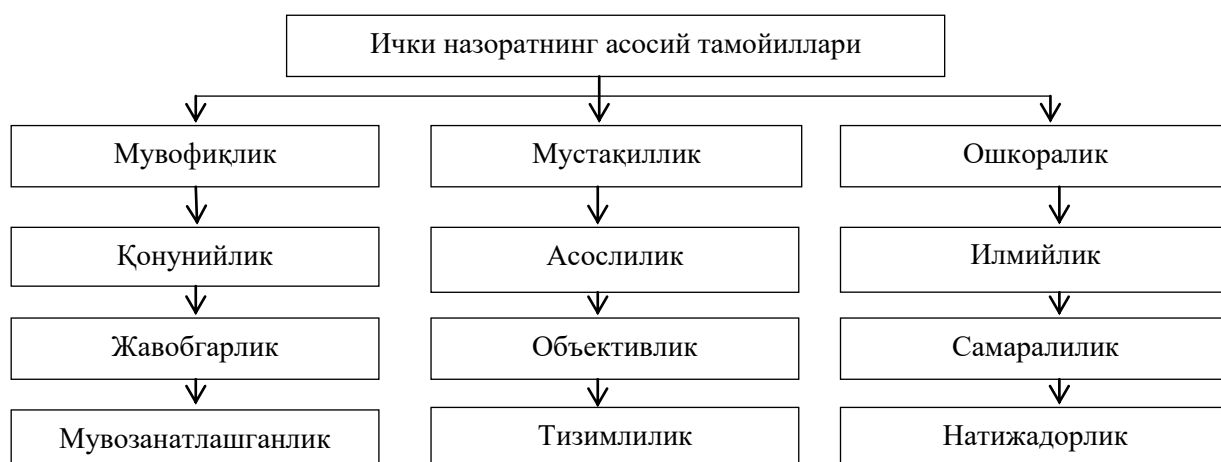 Ички назоратнинг асосий тамойиллари
Мувофиқлик
Мустақиллик
Ошкоралик
Қонунийлик
Асослилик
Илмийлик
Жавобгарлик
Объективлик
Самаралилик
Мувозанатлашганлик
Тизимлилик
Натижадорлик